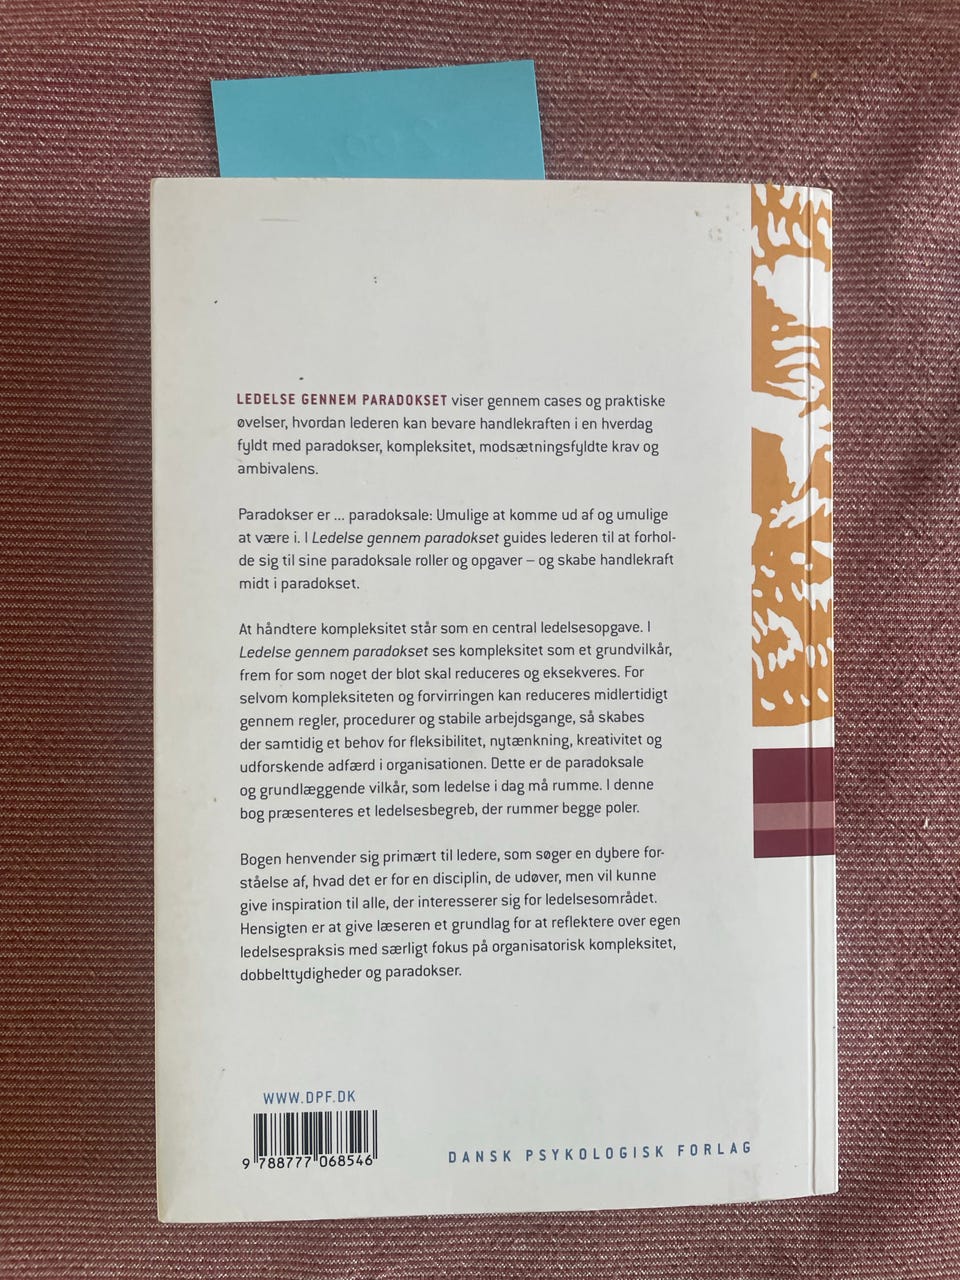 LEDELSE GENNEM PARADOKSET viser gennem cases og praktiske
øvelser, hvordan lederen kan bevare handlekraften i en hverdag
fyldt med paradokser, kompleksitet, modsætningsfyldte krav og
ambivalens.
Paradokser er ... paradoksale: Umulige at komme ud af og umulige
at være i. I Ledelse gennem paradokset guides lederen til at forhol-
de sig til sine paradoksale roller og opgaver – og skabe handlekraft
midt i paradokset.
At håndtere kompleksitet står som en central ledelsesopgave. I
Ledelse gennem paradokset ses kompleksitet som et grundvilkår,
frem for som noget der blot skal reduceres og eksekveres. For
selvom kompleksiteten og forvirringen kan reduceres midlertidigt
gennem regler, procedurer og stabile arbejdsgange, så skabes
der samtidig et behov for fleksibilitet, nytænkning, kreativitet og
udforskende adfærd i organisationen. Dette er de paradoksale
og grundlæggende vilkår, som ledelse i dag må rumme. I denne
bog præsenteres et ledelsesbegreb, der rummer begge poler.
Bogen henvender sig primært til ledere, som søger en dybere for-
ståelse af, hvad det er for en disciplin, de udøver, men vil kunne
give inspiration til alle, der interesserer sig for ledelsesområdet.
Hensigten er at give læseren et grundlag for at reflektere over egen
ledelsespraksis med særligt fokus på organisatorisk kompleksitet,
dobbelttydigheder og paradokser.
WWW.DPF.DK
9 788777 068546
DANSK PSYKOLOGISK FORLAG